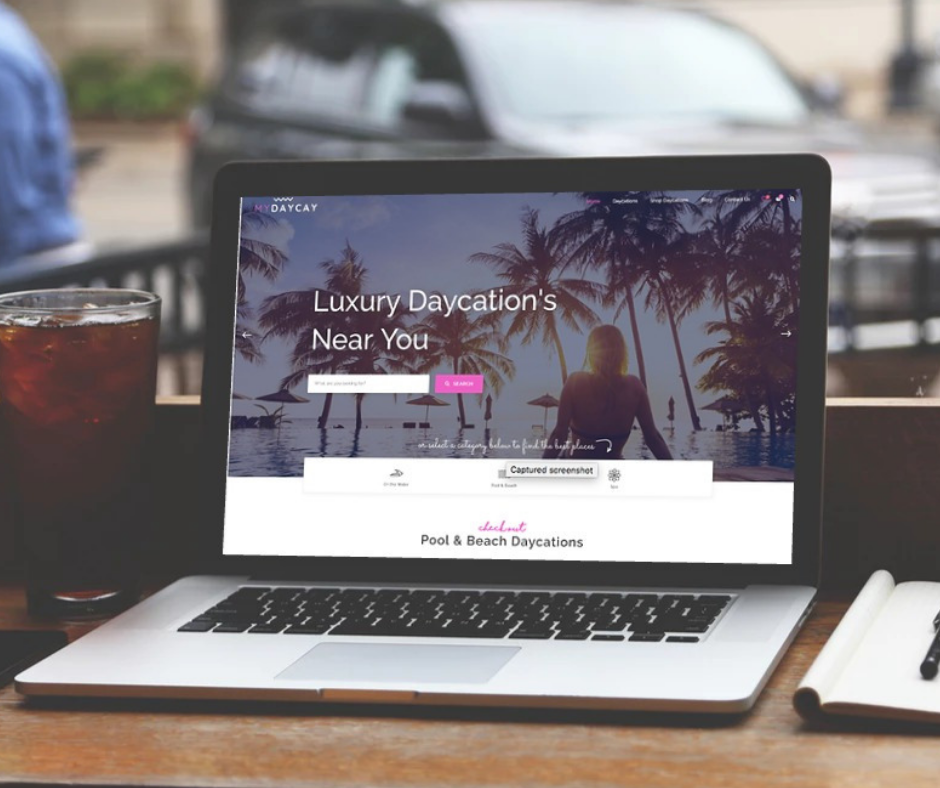 MYDAYCAY
Home Daycations Shop Daycations Blog Contact Us
Luxury Daycation's
Near You
What are you looking for?
SEARCH
or select a category below to find the best places
Captured screenshot
On the Water
Pool & Beach
Spa
check out
Pool & Beach Daycations